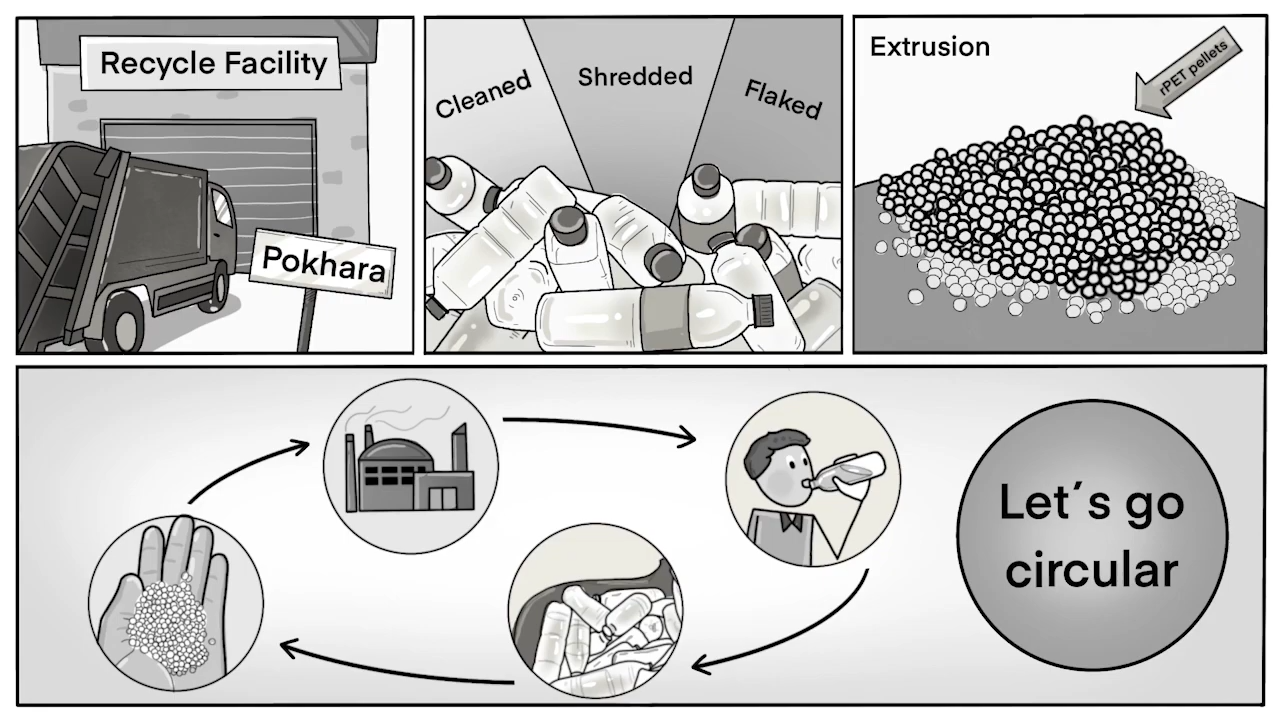 Recycle Facility
Pokhara
Cleaned
Shredded
Flaked
Extrusion
rPET pellets
Let´s go
circular